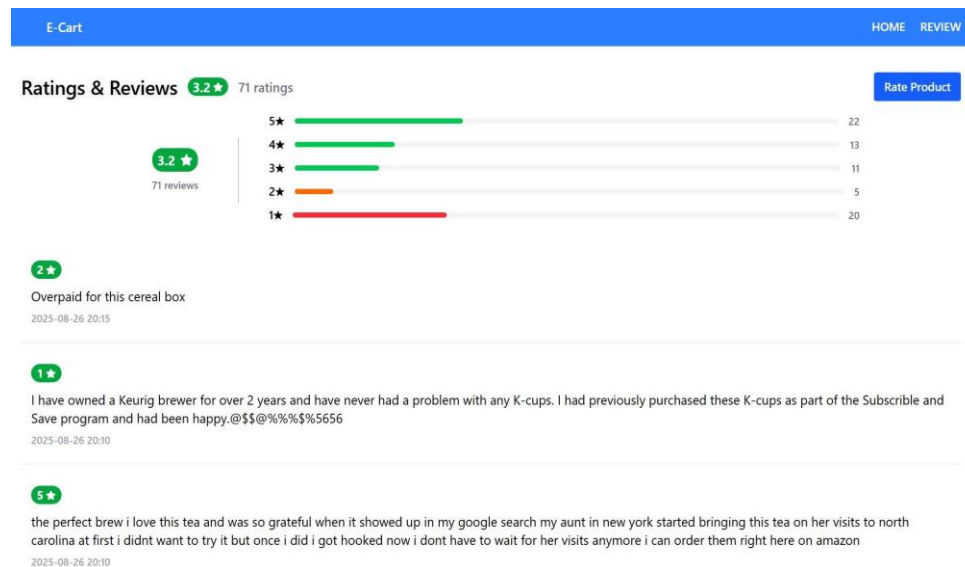 E-Cart
HOME REVIEW
Ratings & Reviews 3.2★ 71 ratings
Rate Product
5★ 22
4★ 13
3★ 11
2★ 5
1★ 20
3.2 ★
71 reviews
2★
Overpaid for this cereal box
2025-08-26 20:15
1★
I have owned a Keurig brewer for over 2 years and have never had a problem with any K-cups. I had previously purchased these K-cups as part of the Subscrible and
Save program and had been happy.@$$@%%%$%5656
2025-08-26 20:10
5★
the perfect brew i love this tea and was so grateful when it showed up in my google search my aunt in new york started bringing this tea on her visits to north
carolina at first i didnt want to try it but once i did i got hooked now i dont have to wait for her visits anymore i can order them right here on amazon
2025-08-26 20:10